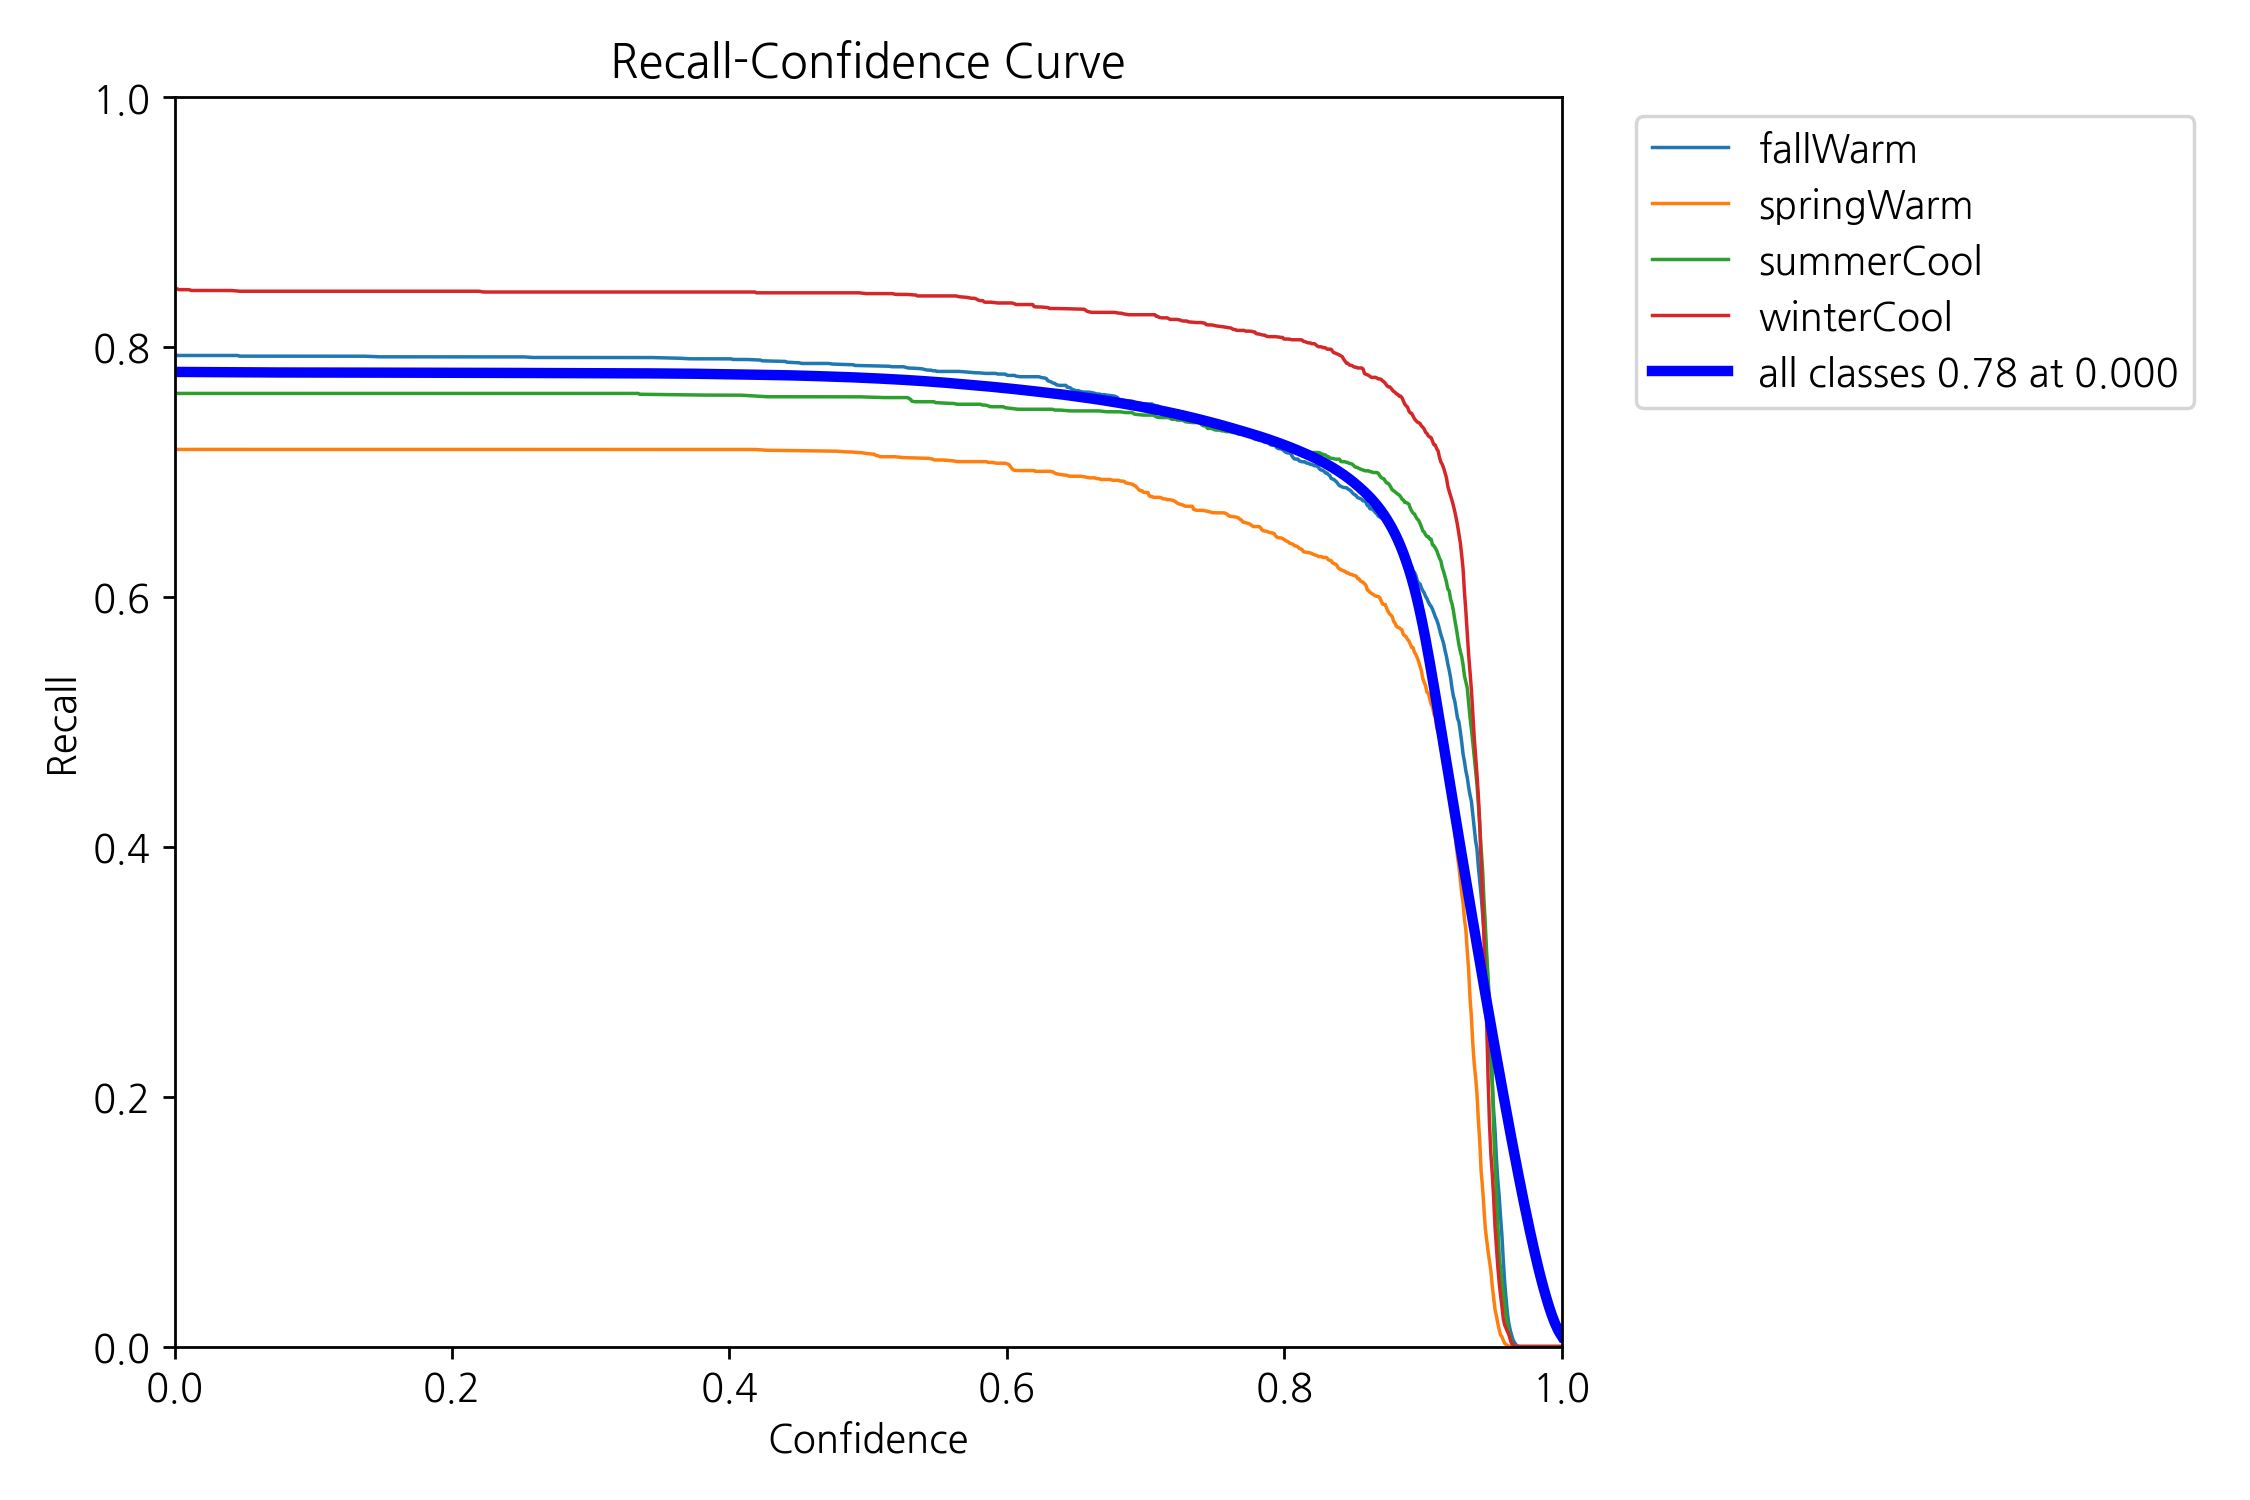 Recall-Confidence Curve
1.0
0.8
0.6
0.4
0.2
0.0
Recall
0.0 0.2 0.4 0.6 0.8 1.0
Confidence
fallWarm
springWarm
summerCool
winterCool
all classes 0.78 at 0.000